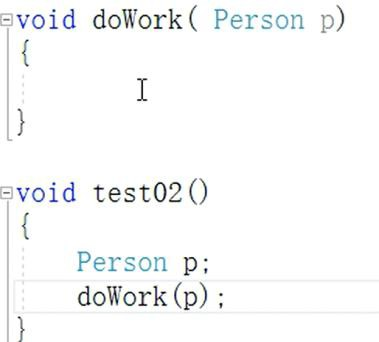 void doWork( Person p)
{
}
void test02()
{
Person p;
doWork(p);
}